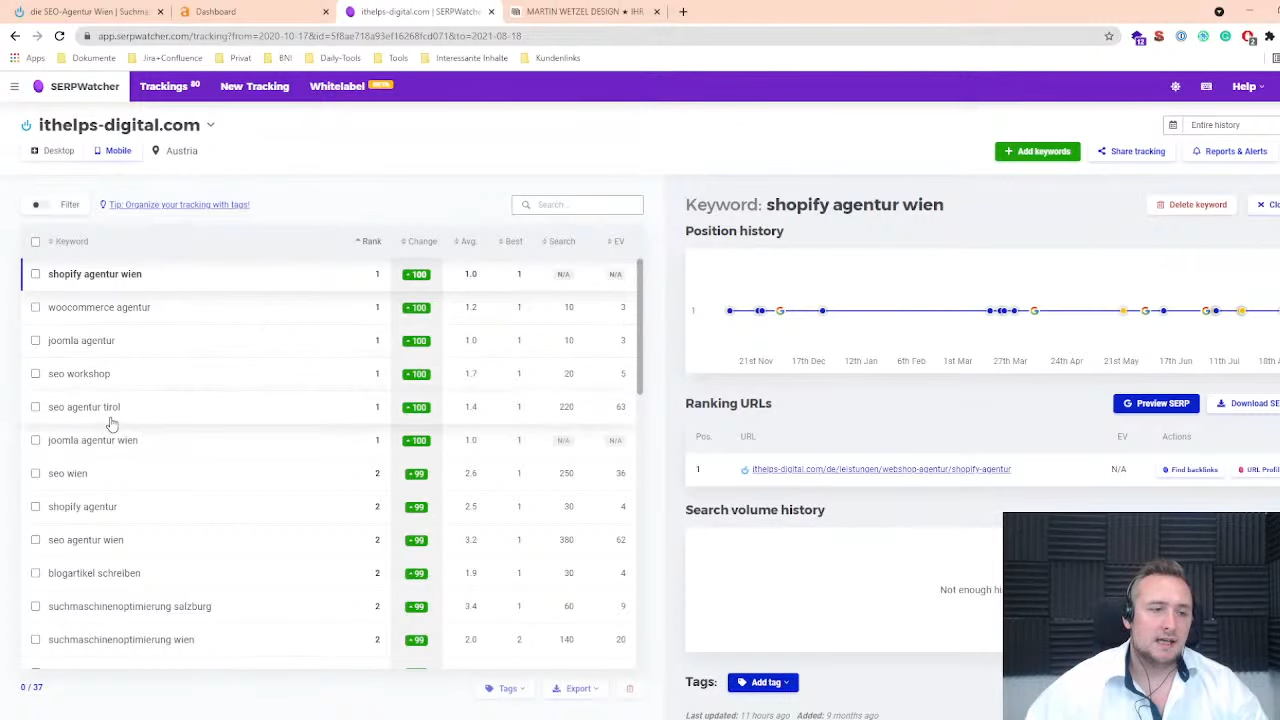 die SEO-Agentur Wien | Suchma × Dashboard × ithelps-digital.com | SERPWatche × MARTIN WETZEL DESIGN ★ IHR ×
app.serpwatcher.com/tracking?from=2020-10-17&id=5f8ae718a93ef16268fcd071&to=2021-08-18
Apps Dokumente Jira+Confluence Privat BNI Daily-Tools Tools Interessante Inhalte Kundenlinks
SERPWatcher Trackings 80 New Tracking Whitelabel BETA Help
ithelps-digital.com Entire history
Desktop Mobile Austria Add keywords Share tracking Reports & Alerts
Filter Tip: Organize your tracking with tags! Search...
Keyword Rank Change Avg. Best Search EV
shopify agentur wien 1 100 1.0 1 N/A N/A
woocommerce agentur 1 100 1.2 1 10 3
joomla agentur 1 100 1.0 1 10 3
seo workshop 1 100 1.7 1 20 5
seo agentur tirol 1 100 1.4 1 220 63
joomla agentur wien 1 100 1.0 1 N/A N/A
seo wien 2 99 2.6 1 250 36
shopify agentur 2 99 2.5 1 30 4
seo agentur wien 2 99 3.2 1 380 62
blogartikel schreiben 2 99 1.9 1 30 4
suchmaschinenoptimierung salzburg 2 99 3.4 1 60 9
suchmaschinenoptimierung wien 2 99 2.0 2 140 20
0 / 37 Tags Export
Keyword: shopify agentur wien Delete keyword Clo
Position history
1
21st Nov 17th Dec 12th Jan 6th Feb 1st Mar 27th Mar 24th Apr 21st May 17th Jun 11th Jul 18th A
Ranking URLs Preview SERP Download SE
Pos. URL EV Actions
1 ithelps-digital.com/de/leistungen/webshop-agentur/shopify-agentur N/A Find backlinks URL Profi
Search volume history
Not enough hi
Tags: Add tag
Last updated: 11 hours ago Added: 9 months ago